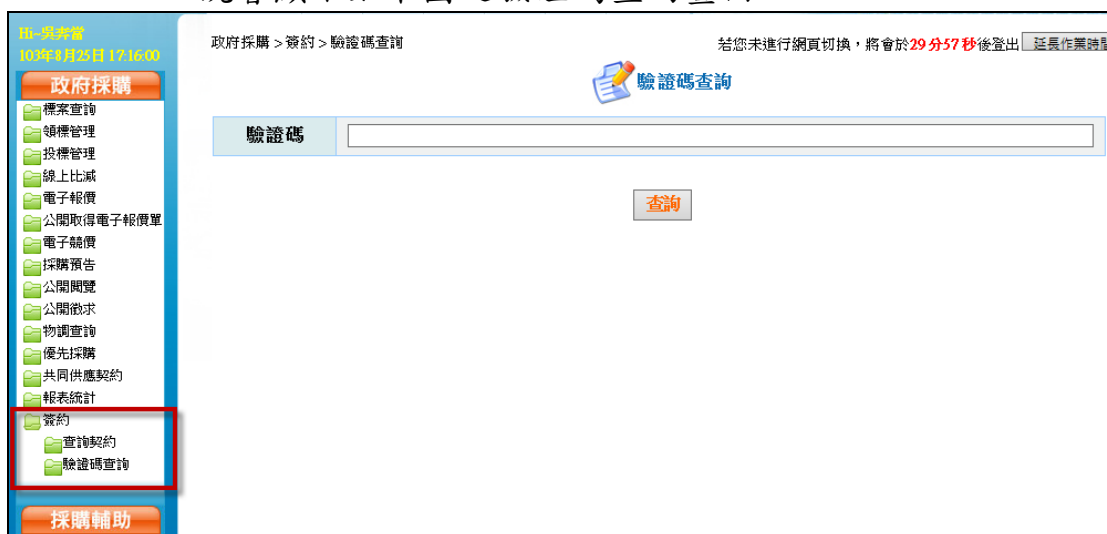 Hi~吳弆當
103年8月25日 17:16:00
政府採購
標案查詢
領標管理
投標管理
線上比減
電子報價
公開取得電子報價單
電子競價
採購預告
公開閱覽
公開徵求
物調查詢
優先採購
共同供應契約
報表統計
簽約
查詢契約
驗證碼查詢
採購輔助
政府採購 > 簽約 > 驗證碼查詢
若您未進行網頁切換，將會於29分57秒後登出 延長作業時間
驗證碼查詢
驗證碼
查詢